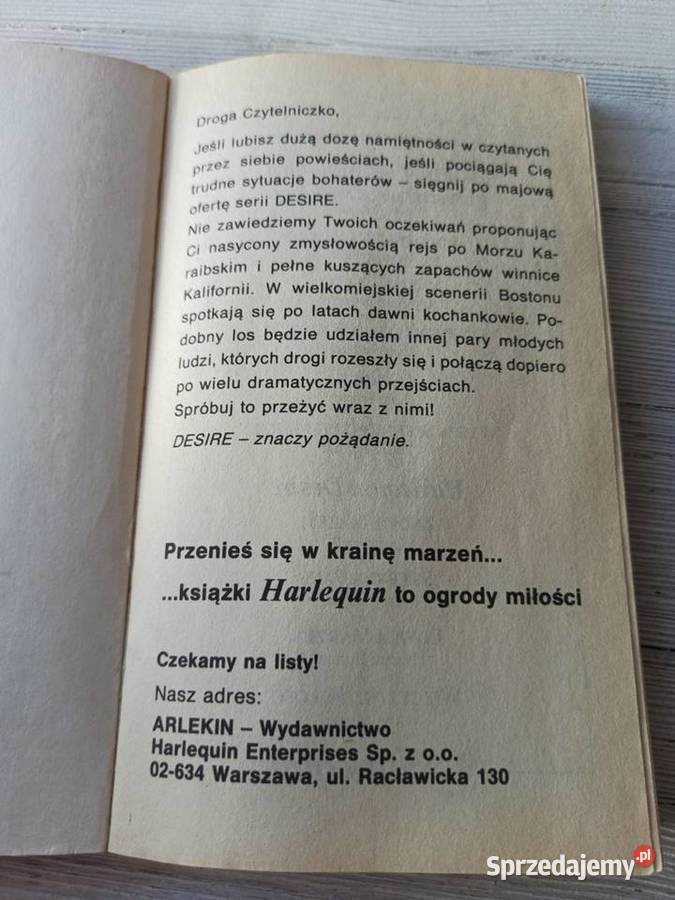 Droga Czytelniczko,
Jeśli lubisz dużą dozę namiętności w czytanych
przez siebie powieściach, jeśli pociągają Cię
trudne sytuacje bohaterów – sięgnij po majową
ofertę serii DESIRE.
Nie zawiedziemy Twoich oczekiwań proponując
Ci nasycony zmysłowością rejs po Morzu Ka-
raibskim i pełne kuszących zapachów winnice
Kalifornii. W wielkomiejskiej scenerii Bostonu
spotkają się po latach dawni kochankowie. Po-
dobny los będzie udziałem innej pary młodych
ludzi, których drogi rozeszły się i połączą dopiero
po wielu dramatycznych przejściach.
Spróbuj to przeżyć wraz z nimi!
DESIRE – znaczy pożądanie.
Przenieś się w krainę marzeń...
...książki Harlequin to ogrody miłości
Czekamy na listy!
Nasz adres:
ARLEKIN – Wydawnictwo
Harlequin Enterprises Sp. z o.o.
02-634 Warszawa, ul. Racławicka 130
Sprzedajemy.pl